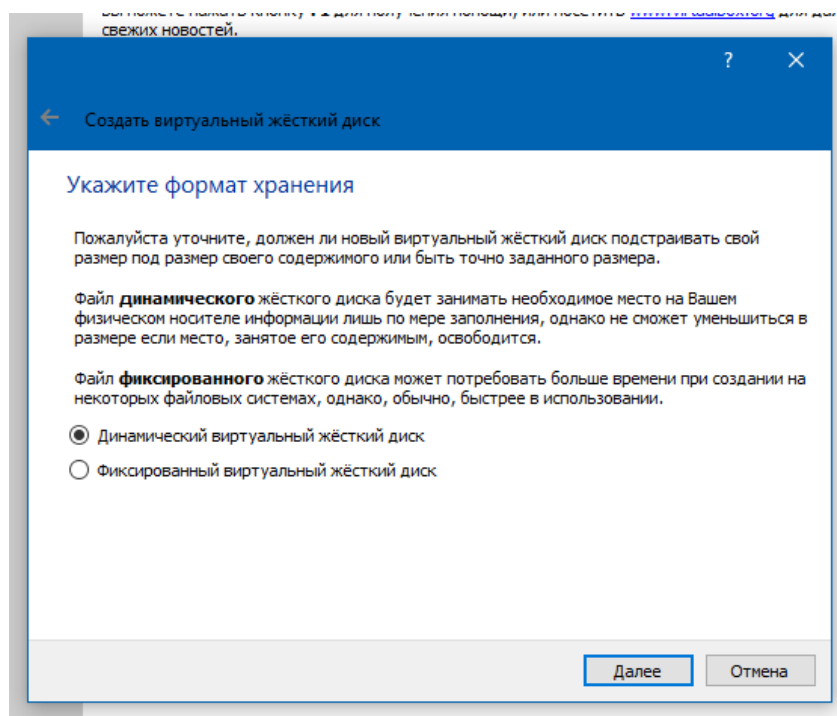 свежих новостей.
?
Создать виртуальный жёсткий диск
Укажите формат хранения
Пожалуйста уточните, должен ли новый виртуальный жёсткий диск подстраивать свой
размер под размер своего содержимого или быть точно заданного размера.
Файл динамического жёсткого диска будет занимать необходимое место на Вашем
физическом носителе информации лишь по мере заполнения, однако не сможет уменьшиться в
размере если место, занятое его содержимым, освободится.
Файл фиксированного жёсткого диска может потребовать больше времени при создании на
некоторых файловых системах, однако, обычно, быстрее в использовании.
Динамический виртуальный жёсткий диск
Фиксированный виртуальный жёсткий диск
Далее
Отмена